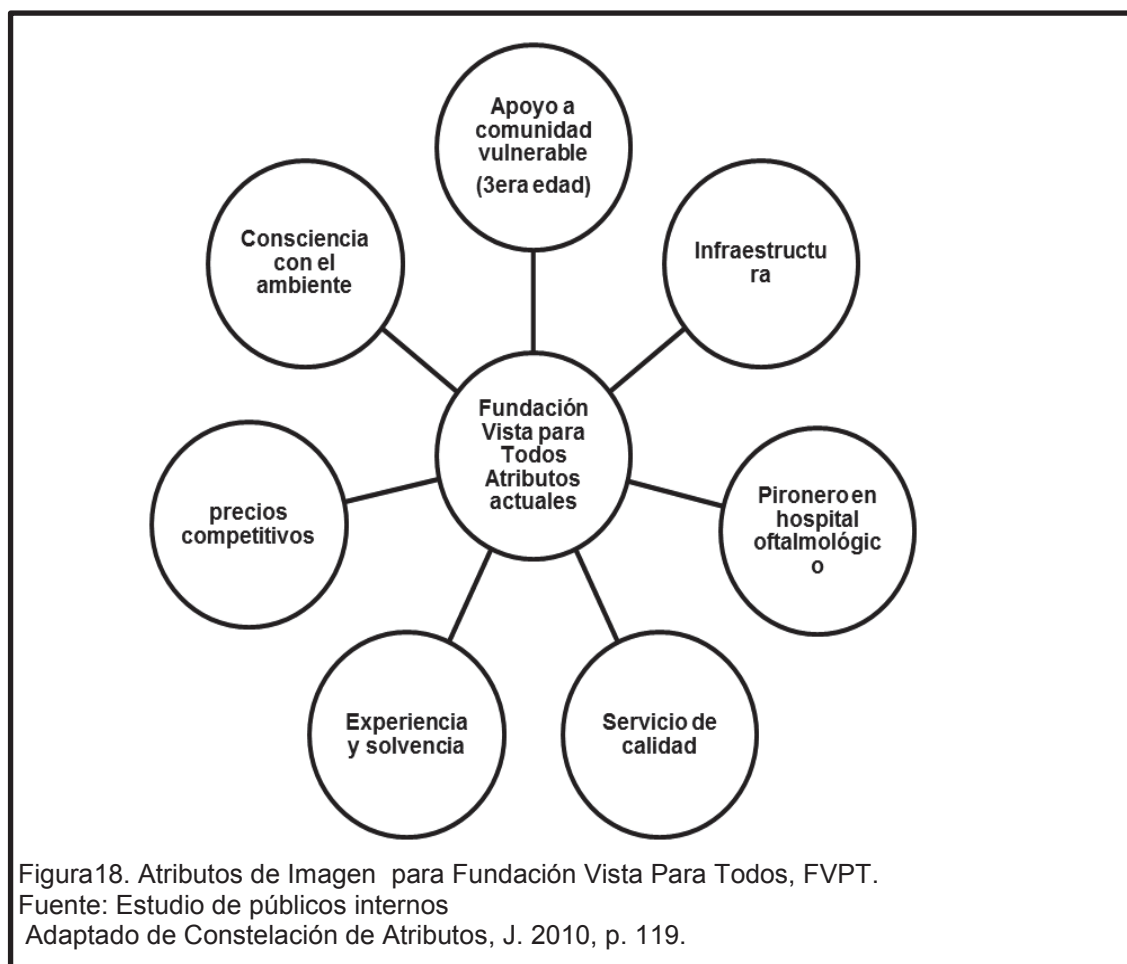 Apoyo a
comunidad
vulnerable
(3era edad)
Consciencia
con el
ambiente
Infraestructu
ra
Fundación
Vista para
Todos
Atributos
actuales
precios
competitivos
Pironero en
hospital
oftalmológic
o
Experiencia
y solvencia
Servicio de
calidad
Figura18. Atributos de Imagen  para Fundación Vista Para Todos, FVPT.
Fuente: Estudio de públicos internos
Adaptado de Constelación de Atributos, J. 2010, p. 119.